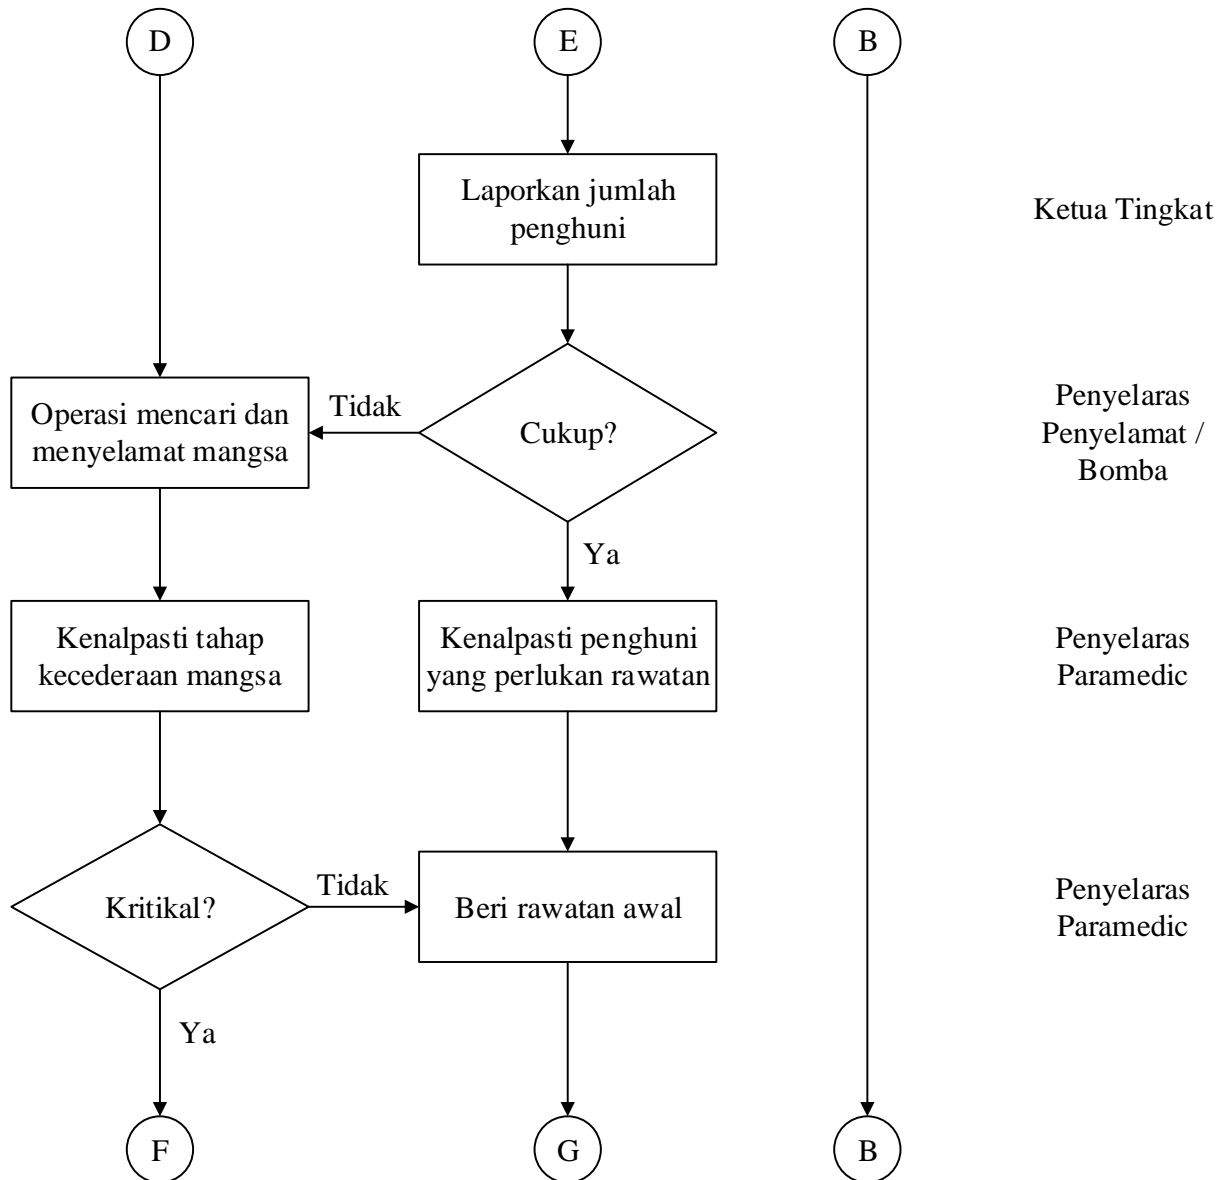 D
E
B
Laporkan jumlah
penghuni
Ketua Tingkat
Operasi mencari dan
menyelamat mangsa
Tidak
Cukup?
Penyelaras
Penyelamat /
Bomba
Ya
Kenalpasti tahap
kecederaan mangsa
Kenalpasti penghuni
yang perlukan rawatan
Penyelaras
Paramedic
Kritikal?
Tidak
Beri rawatan awal
Penyelaras
Paramedic
Ya
F
G
B